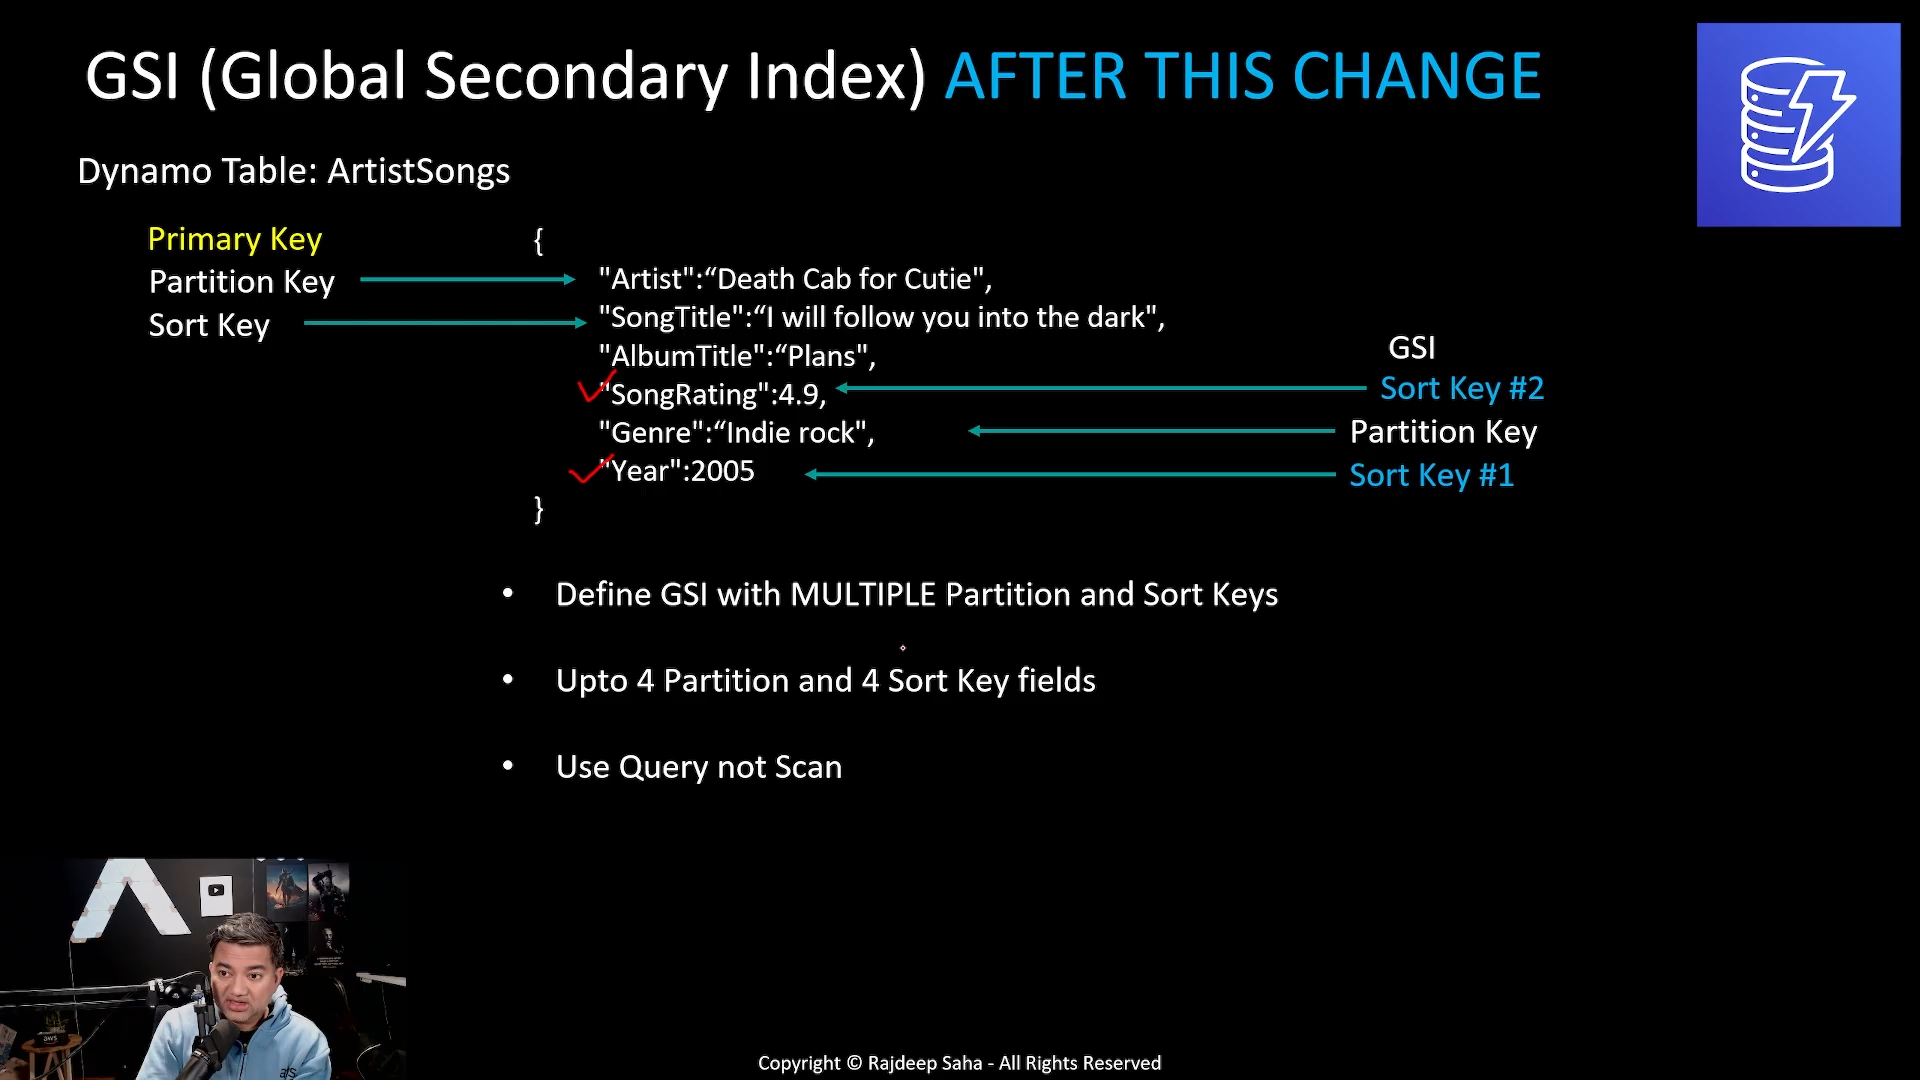 GSI (Global Secondary Index) AFTER THIS CHANGE
Dynamo Table: ArtistSongs
Primary Key
Partition Key
Sort Key
{
"Artist":“Death Cab for Cutie",
"SongTitle":“I will follow you into the dark",
"AlbumTitle":“Plans",
"SongRating":4.9,
"Genre":“Indie rock",
"Year":2005
}
GSI
Sort Key #2
Partition Key
Sort Key #1
• Define GSI with MULTIPLE Partition and Sort Keys
• Upto 4 Partition and 4 Sort Key fields
• Use Query not Scan
Copyright © Rajdeep Saha - All Rights Reserved